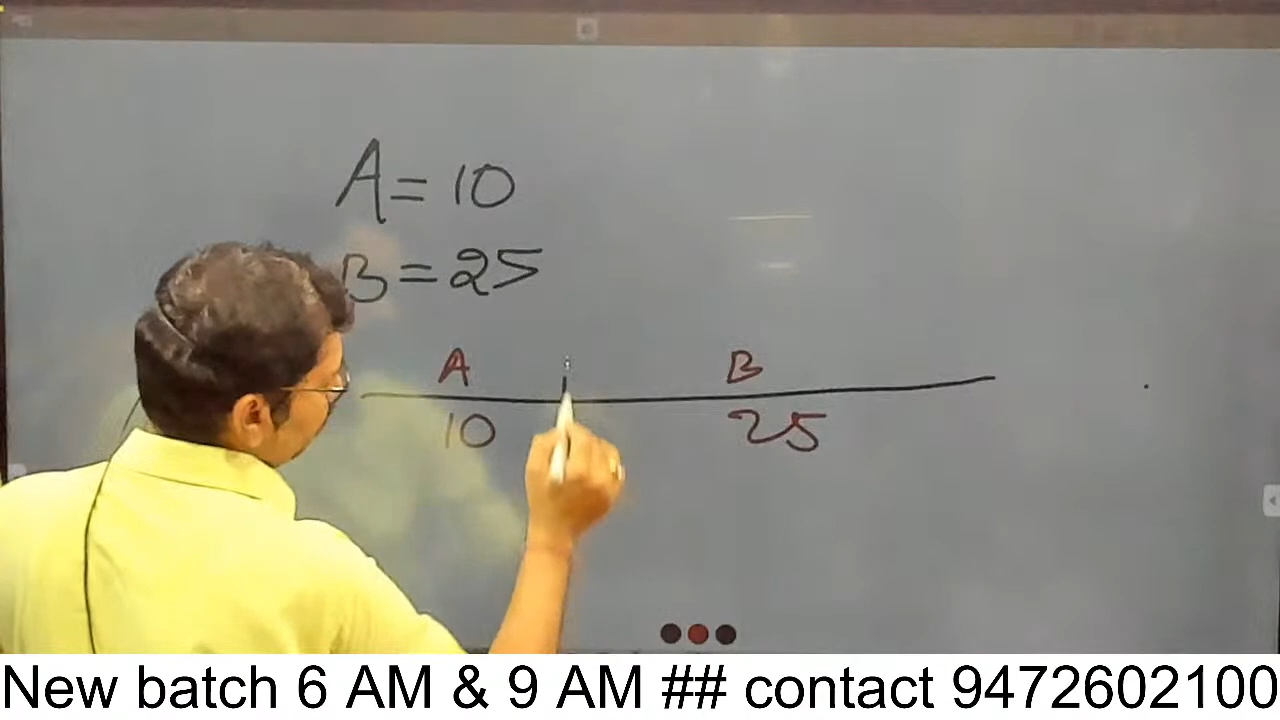 A = 10
B = 25
A B
10 25
New batch 6 AM & 9 AM ## contact 9472602100